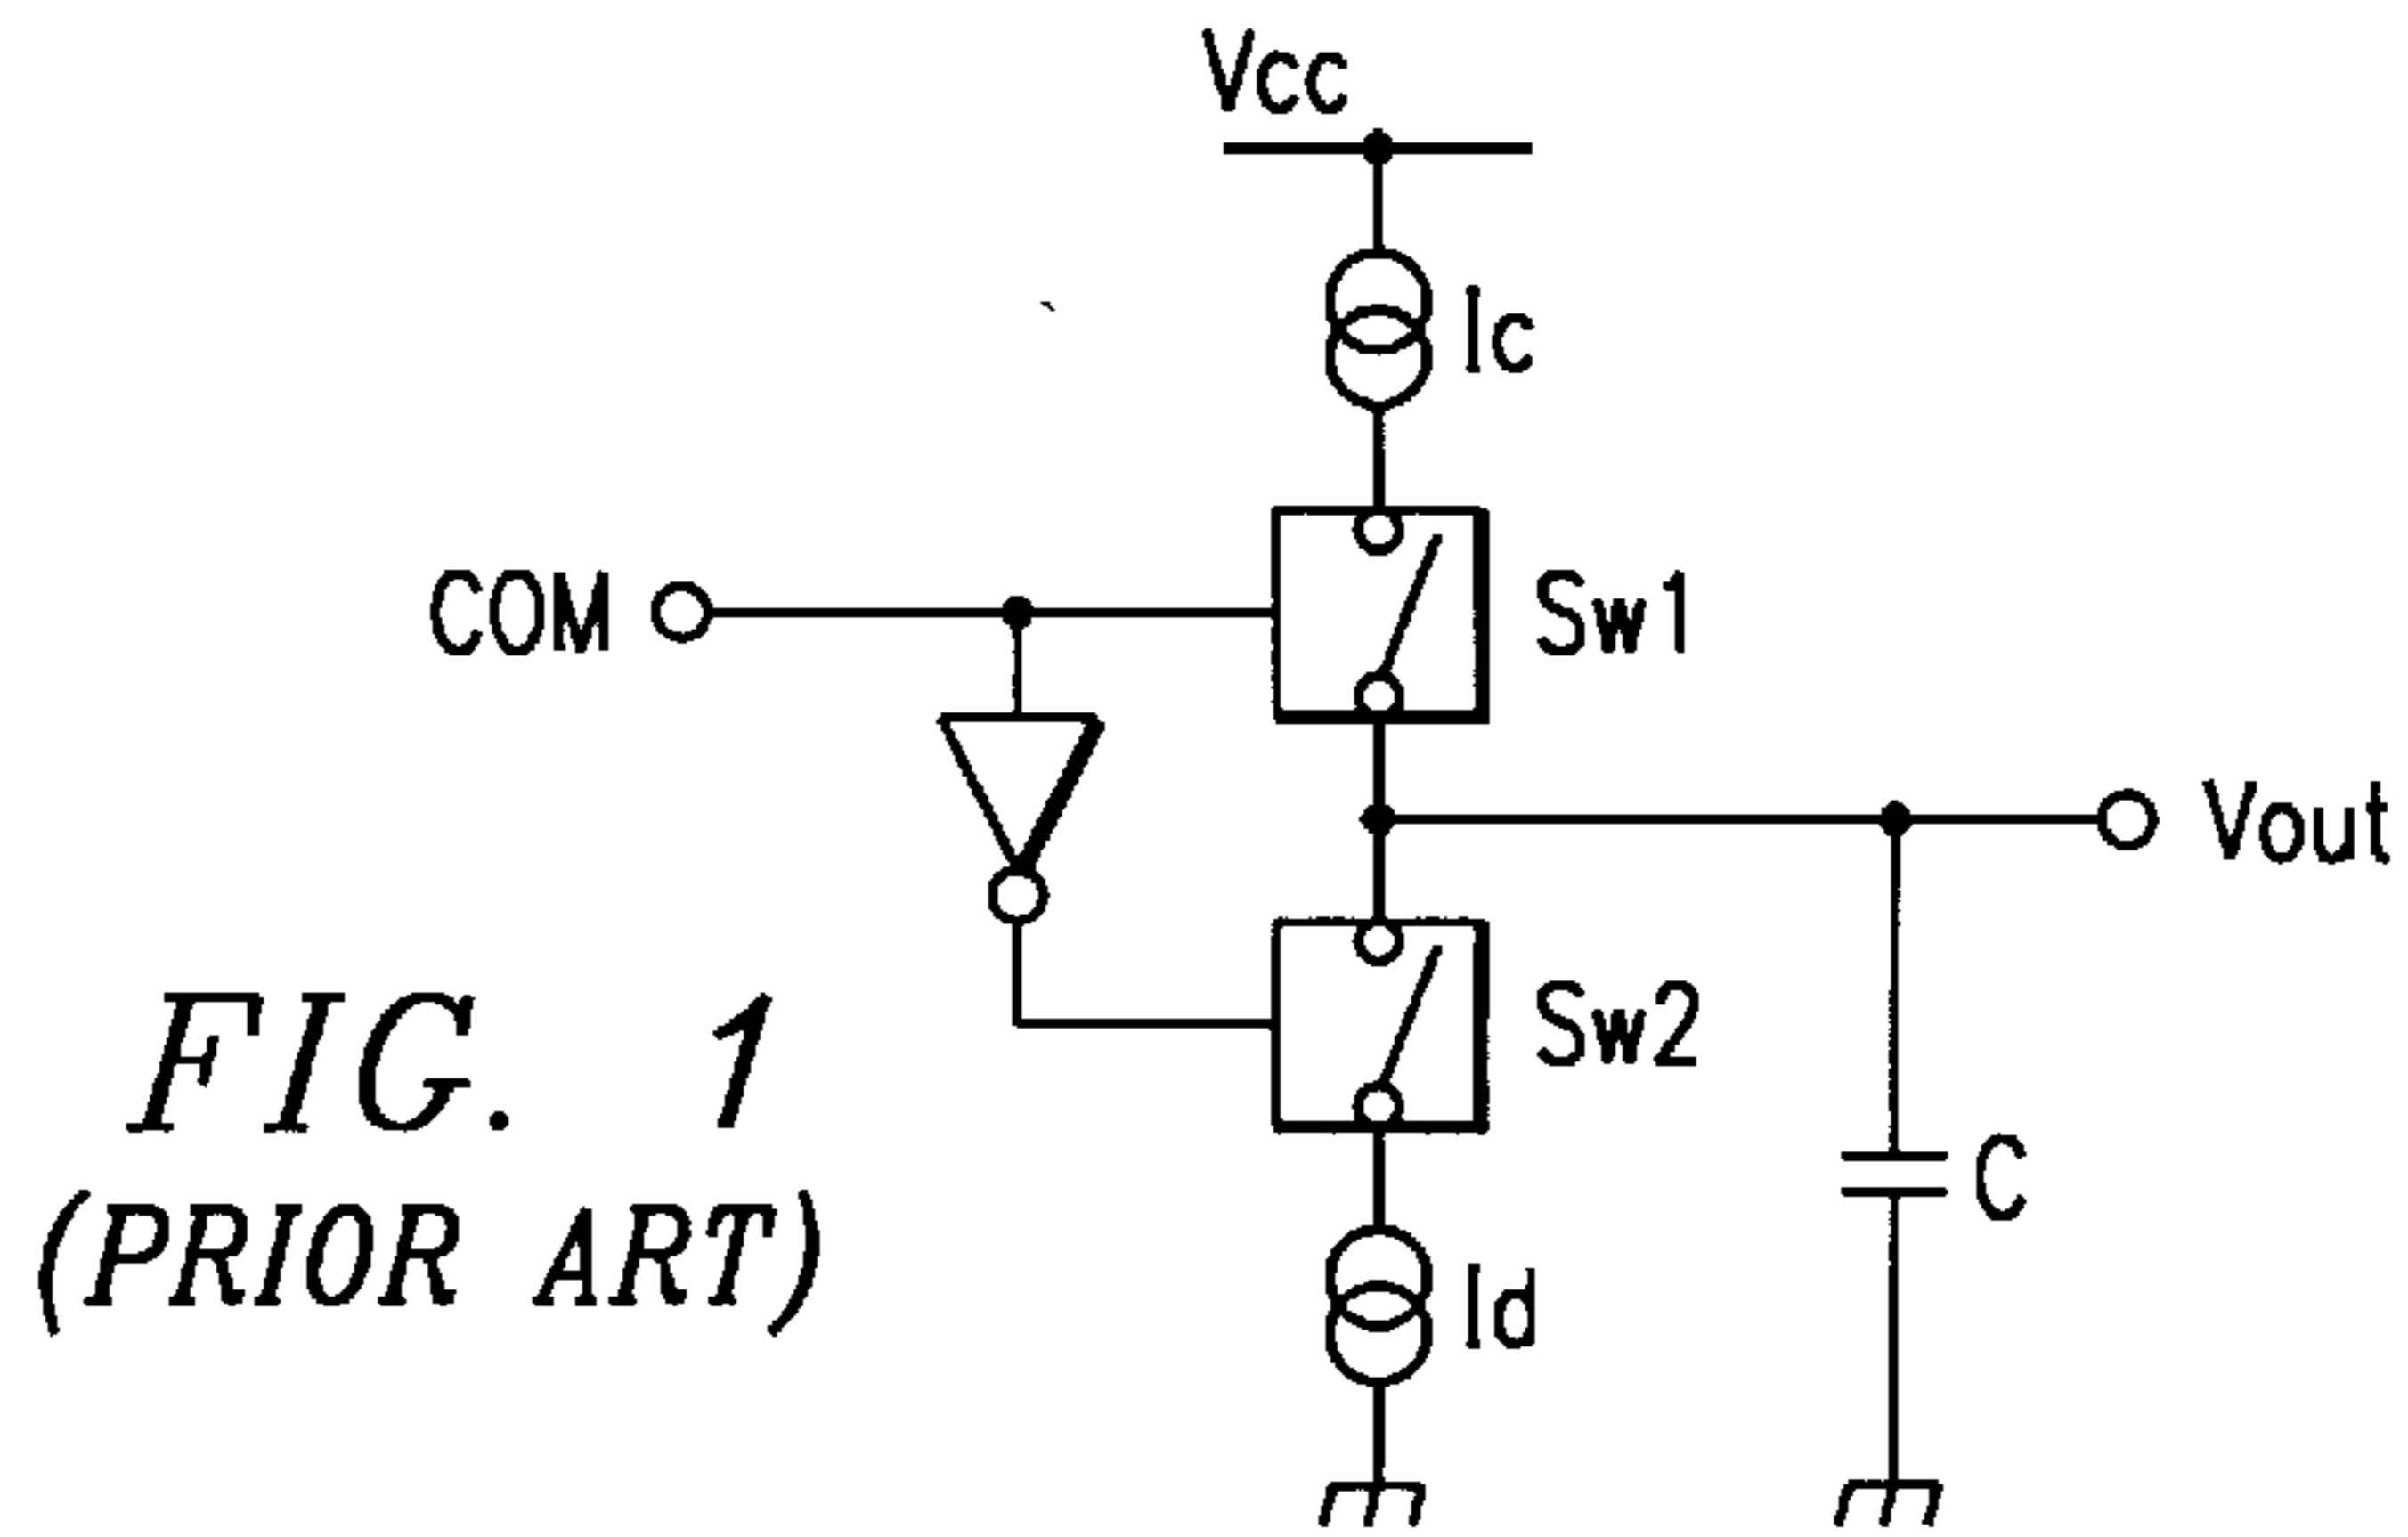 Vcc
Ic
COM
Sw1
Vout
Sw2
C
Id
FIG. 1
(PRIOR ART)